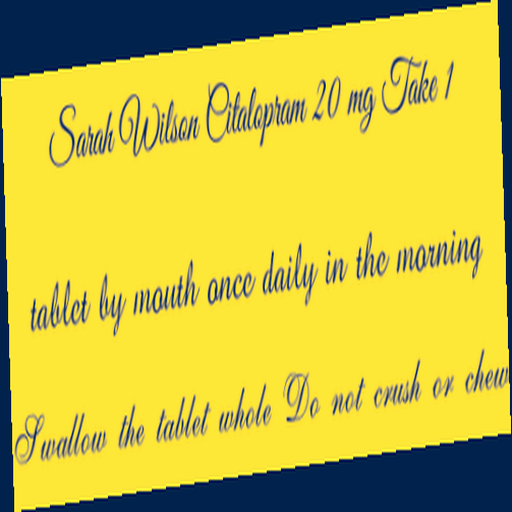 Sarah Wilson Citalopram 20 mg Take 1
tablet by mouth once daily in the morning
Swallow the tablet whole Do not crush or chew